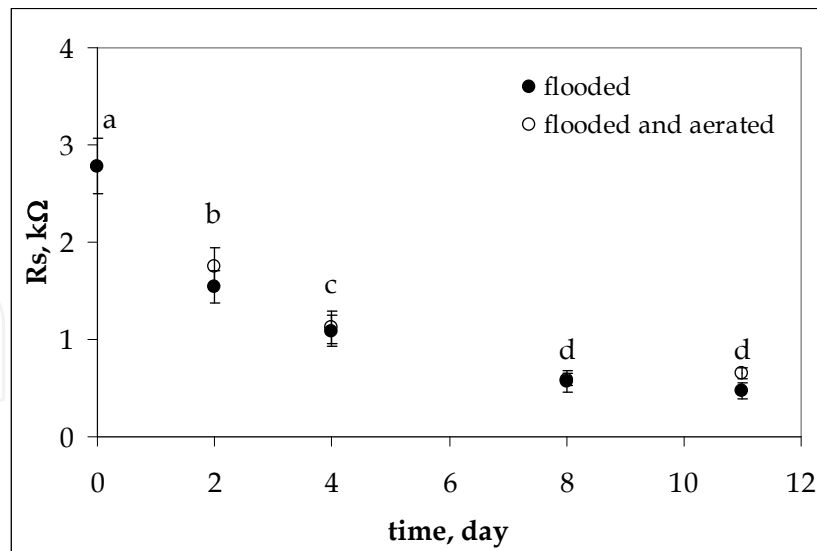 4
flooded
a
flooded and aerated
3
b
2
c
1
d
d
0
0
2
4
6
8
10
12
Rs, kΩ
time, day